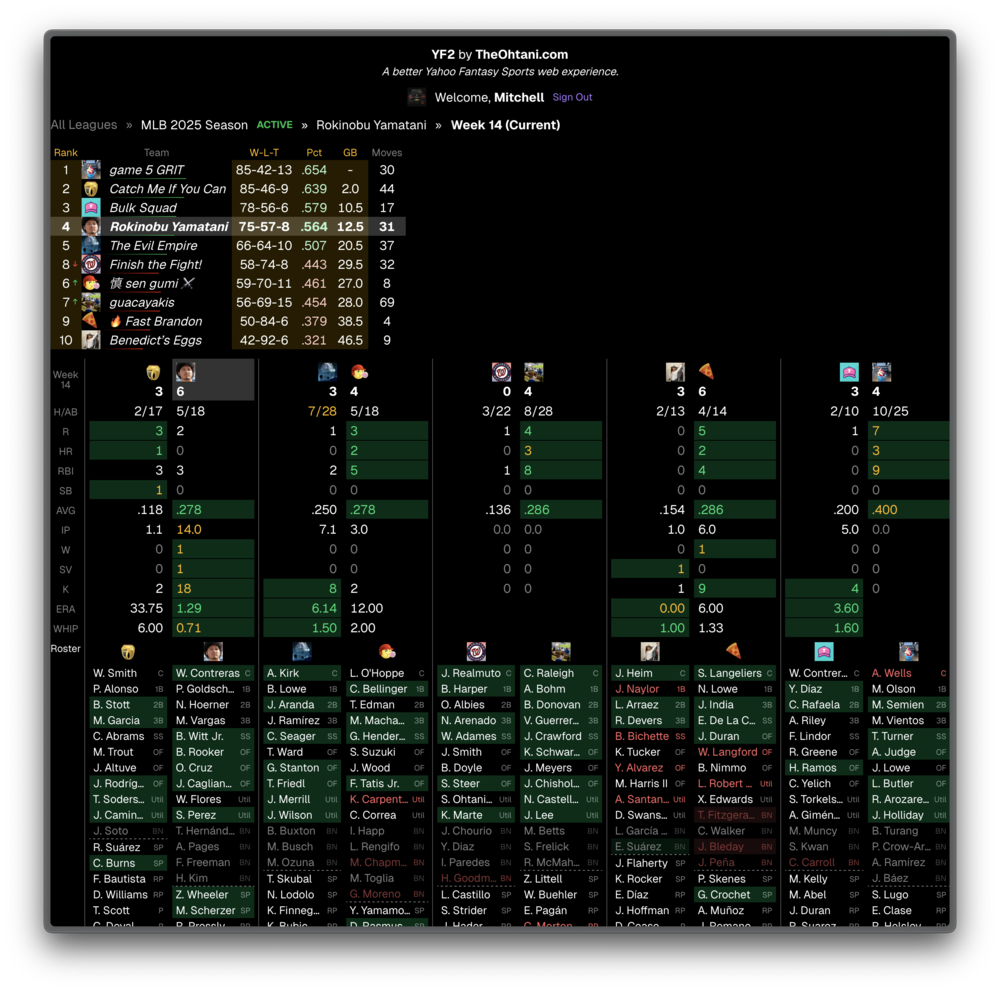 YF2 by TheOhtani.com
A better Yahoo Fantasy Sports web experience.
Welcome, Mitchell Sign Out
All Leagues » MLB 2025 Season ACTIVE » Rokinobu Yamatani » Week 14 (Current)
Rank Team W-L-T Pct GB Moves
1 game 5 GRIT 85-42-13 .654 - 30
2 Catch Me If You Can 85-46-9 .639 2.0 44
3 Bulk Squad 78-56-6 .579 10.5 17
4 Rokinobu Yamatani 75-57-8 .564 12.5 31
5 The Evil Empire 66-64-10 .507 20.5 37
8↓ Finish the Fight! 58-74-8 .443 29.5 32
6↑ 慎 sen gumi ⚔ 59-70-11 .461 27.0 8
7↑ guacayakis 56-69-15 .454 28.0 69
9 🔥 Fast Brandon 50-84-6 .379 38.5 4
10 Benedict's Eggs 42-92-6 .321 46.5 9
Week 14 3 6 3 4 0 4 3 6 3 4
H/AB 2/17 5/18 7/28 5/18 3/22 8/28 2/13 4/14 2/10 10/25
R 3 2 1 3 1 4 0 5 1 7
HR 1 0 0 2 0 3 0 2 0 3
RBI 3 3 2 5 1 8 0 4 0 9
SB 1 0 0 0 0 0 0 0 0 0
AVG .118 .278 .250 .278 .136 .286 .154 .286 .200 .400
IP 1.1 14.0 7.1 3.0 0.0 0.0 1.0 6.0 5.0 0.0
W 0 1 0 0 0 0 0 1 0 0
SV 0 1 0 0 0 0 1 0 0 0
K 2 18 8 2 0 0 1 9 4 0
ERA 33.75 1.29 6.14 12.00 0.00 6.00 3.60
WHIP 6.00 0.71 1.50 2.00 1.00 1.33 1.60
Roster
W. Smith C W. Contreras C A. Kirk C L. O'Hoppe C J. Realmuto C C. Raleigh C J. Heim C S. Langeliers C W. Contrer... C A. Wells C
P. Alonso 1B P. Goldsch... 1B B. Lowe 1B C. Bellinger 1B B. Harper 1B A. Bohm 1B J. Naylor 1B N. Lowe 1B Y. Díaz 1B M. Olson 1B
B. Stott 2B N. Hoerner 2B J. Aranda 2B T. Edman 2B O. Albies 2B B. Donovan 2B L. Arraez 2B J. India 2B C. Rafaela 2B M. Semien 2B
M. Garcia 3B M. Vargas 3B J. Ramírez 3B M. Macha... 3B N. Arenado 3B V. Guerrer... 3B R. Devers 3B E. De La C... SS A. Riley 3B M. Vientos 3B
C. Abrams SS B. Witt Jr. SS C. Seager SS G. Hender... SS W. Adames SS J. Crawford SS B. Bichette SS J. Duran OF F. Lindor SS T. Turner SS
M. Trout OF B. Rooker OF T. Ward OF S. Suzuki OF J. Smith OF K. Schwar... OF K. Tucker OF W. Langford OF R. Greene OF A. Judge OF
J. Altuve OF O. Cruz OF G. Stanton OF J. Wood OF B. Doyle OF J. Meyers OF Y. Alvarez OF B. Nimmo OF H. Ramos OF J. Lowe OF
J. Rodríg... OF J. Caglian... OF T. Friedl OF F. Tatis Jr. OF S. Steer OF J. Chishol... OF M. Harris II OF L. Robert ... Util C. Yelich OF L. Butler OF
T. Soders... Util W. Flores Util J. Merrill Util K. Carpent... Util S. Ohtani... Util N. Castell... Util A. Santan... Util X. Edwards Util S. Torkels... Util R. Arozare... Util
J. Camin... Util S. Perez Util J. Wilson Util C. Correa Util K. Marte Util J. Lee Util D. Swans... Util T. Fitzgera... BN A. Gimén... Util J. Holliday Util
J. Soto BN T. Hernánd... BN B. Buxton BN I. Happ BN J. Chourio BN M. Betts BN L. García ... BN C. Walker BN M. Muncy BN B. Turang BN
R. Suárez SP A. Pages BN M. Busch BN L. Rengifo BN Y. Diaz BN S. Frelick BN E. Suárez BN J. Bleday BN S. Kwan BN P. Crow-Ar... BN
C. Burns SP F. Freeman BN M. Ozuna BN M. Chapm... BN I. Paredes BN R. McMah... BN J. Flaherty SP J. Peña BN C. Carroll BN A. Ramírez BN
F. Bautista RP H. Kim BN T. Skubal SP M. Toglia BN H. Goodm... BN Z. Littell SP K. Rocker SP P. Skenes SP M. Kelly SP J. Báez BN
D. Williams RP Z. Wheeler SP N. Lodolo SP G. Moreno BN L. Castillo SP W. Buehler SP E. Díaz RP G. Crochet SP M. Abel SP S. Lugo SP
T. Scott P M. Scherzer SP K. Finneg... RP Y. Yamamo... SP S. Strider SP E. Pagán RP J. Hoffman RP A. Muñoz RP J. Duran RP E. Clase RP